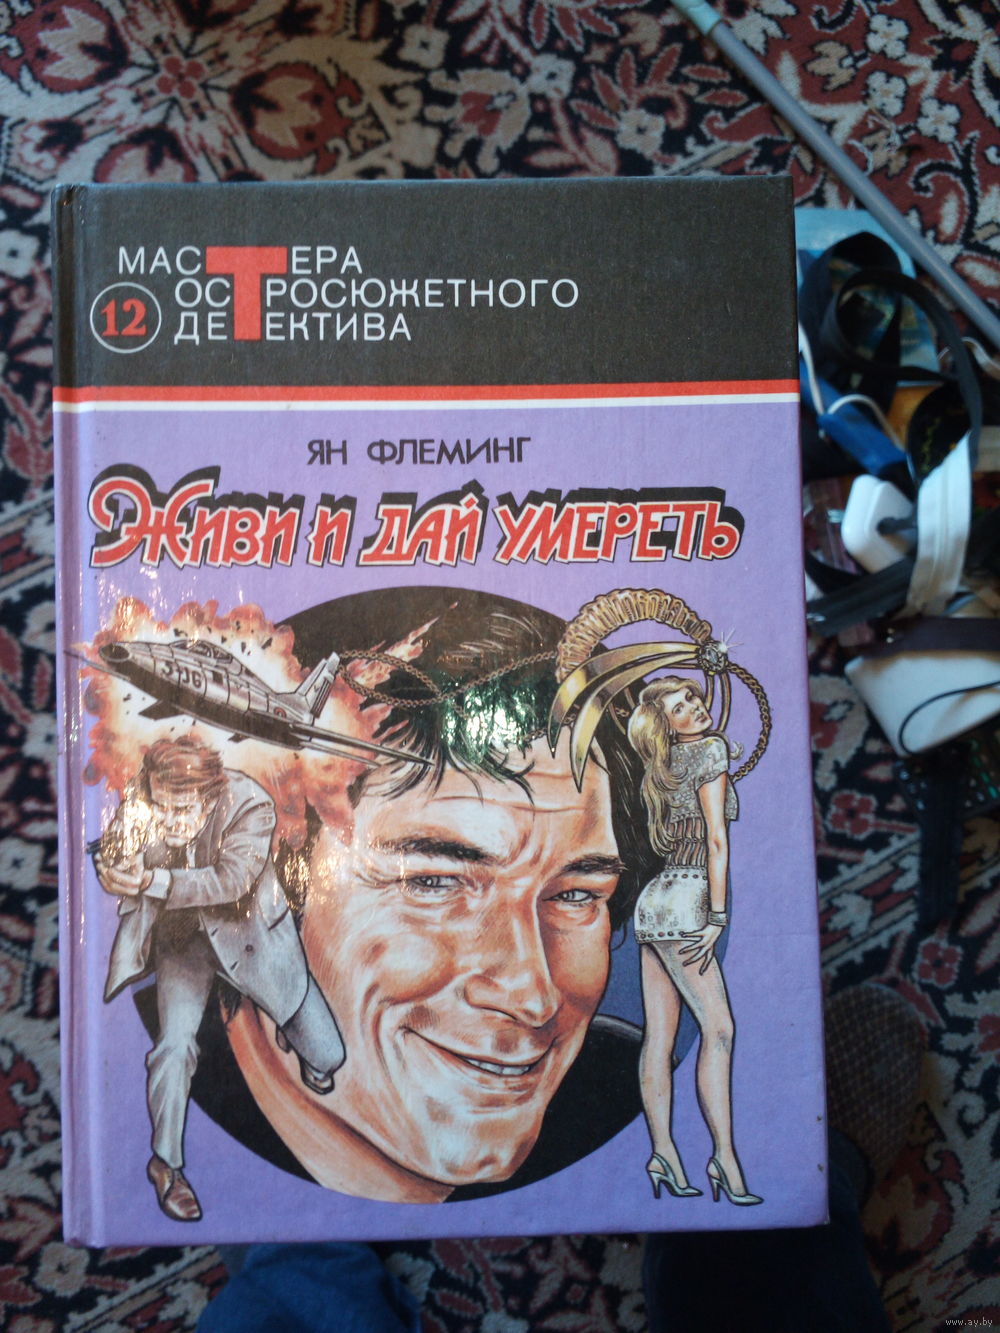 МАСТЕРА
ОСТРОСЮЖЕТНОГО
12 ДЕТЕКТИВА
ЯН ФЛЕМИНГ
ЖИВИ И ДАЙ УМЕРЕТЬ
www.ay.by